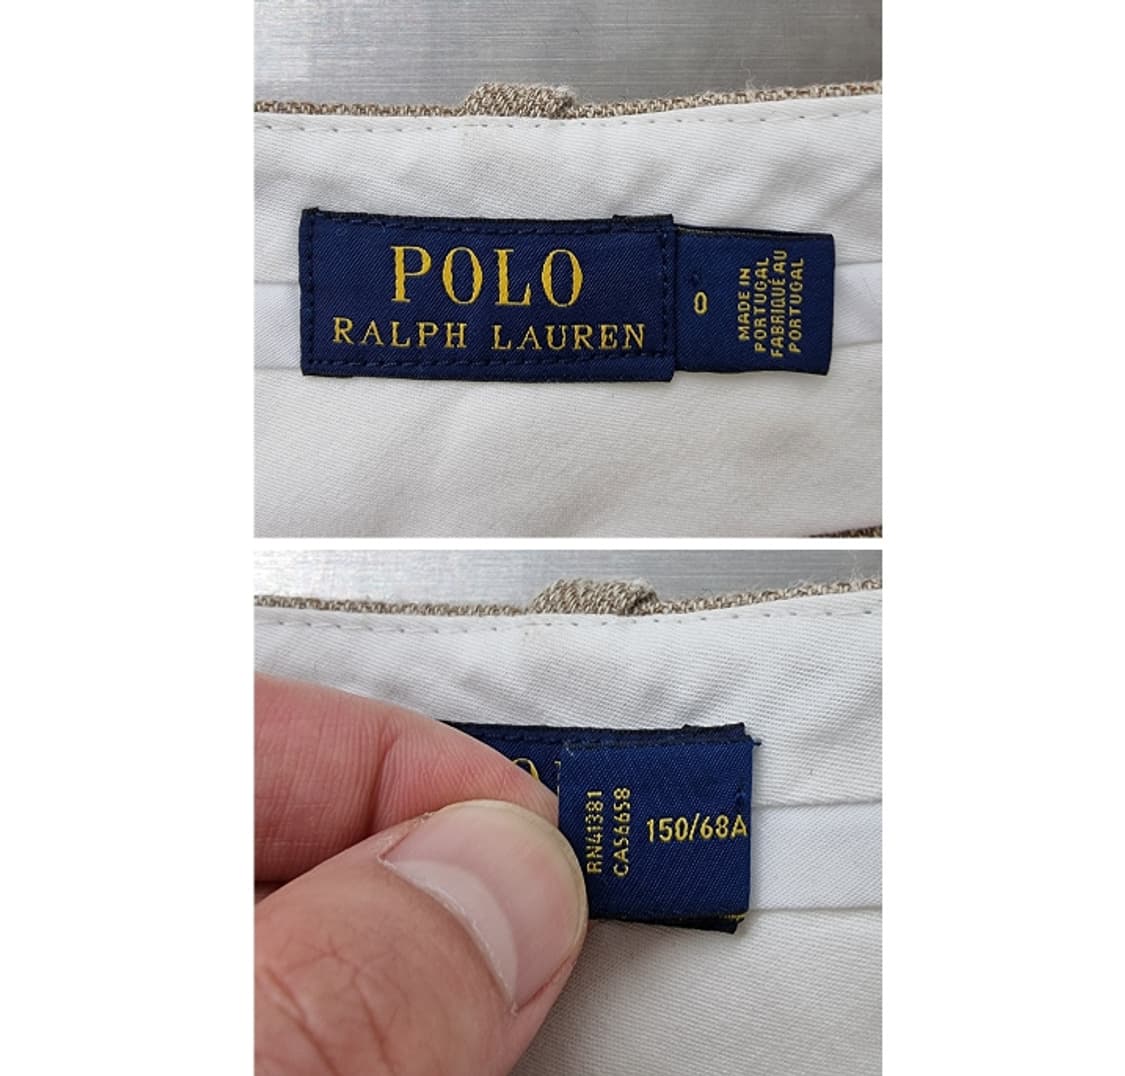 POLO
RALPH LAUREN
0
MADE IN
PORTUGAL
FABRIQUÉ AU
PORTUGAL
RN41381
CA56658
150/68A